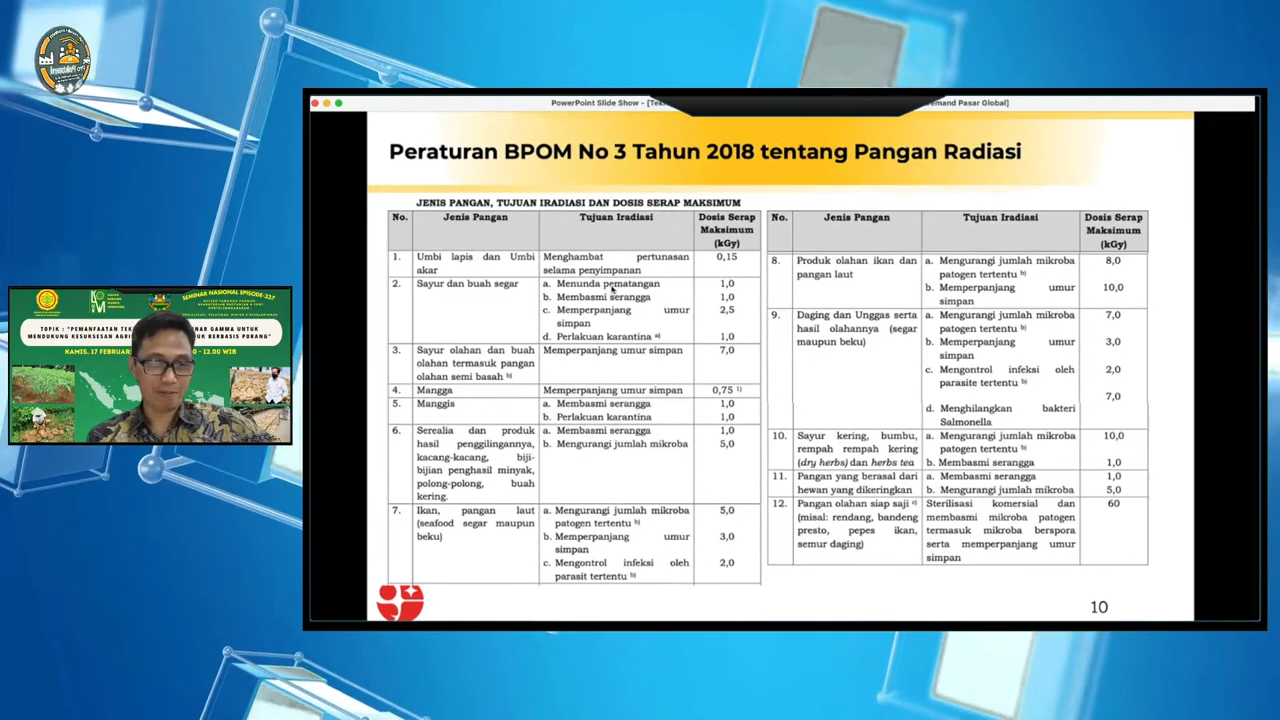 PowerPoint Slide Show - [Tek
emand Pasar Global]
Peraturan BPOM No 3 Tahun 2018 tentang Pangan Radiasi
JENIS PANGAN, TUJUAN IRADIASI DAN DOSIS SERAP MAKSIMUM
No. Jenis Pangan Tujuan Iradiasi Dosis Serap
Maksimum
(kGy)
1. Umbi lapis dan Umbi Menghambat pertunasan 0,15
akar selama penyimpanan
2. Sayur dan buah segar a. Menunda pematangan 1,0
b. Membasmi serangga 1,0
c. Memperpanjang umur 2,5
simpan
d. Perlakuan karantina a) 1,0
3. Sayur olahan dan buah Memperpanjang umur simpan 7,0
olahan termasuk pangan
olahan semi basah b)
4. Mangga Memperpanjang umur simpan 0,75 1)
5. Manggis a. Membasmi serangga 1,0
b. Perlakuan karantina 1,0
6. Serealia dan produk a. Membasmi serangga 1,0
hasil penggilingannya, b. Mengurangi jumlah mikroba 5,0
kacang-kacang, biji-
bijian penghasil minyak,
polong-polong, buah
kering.
7. Ikan, pangan laut a. Mengurangi jumlah mikroba 5,0
(seafood segar maupun patogen tertentu b)
beku) b. Memperpanjang umur 3,0
simpan
c. Mengontrol infeksi oleh 2,0
parasit tertentu b)
No. Jenis Pangan Tujuan Iradiasi Dosis Serap
Maksimum
(kGy)
8. Produk olahan ikan dan a. Mengurangi jumlah mikroba 8,0
pangan laut patogen tertentu b)
b. Memperpanjang umur 10,0
simpan
9. Daging dan Unggas serta a. Mengurangi jumlah mikroba 7,0
hasil olahannya (segar patogen tertentu b)
maupun beku) b. Memperpanjang umur 3,0
simpan
c. Mengontrol infeksi oleh 2,0
parasite tertentu b)
7,0
d. Menghilangkan bakteri
Salmonella
10. Sayur kering, bumbu, a. Mengurangi jumlah mikroba 10,0
rempah rempah kering patogen tertentu b)
(dry herbs) dan herbs tea b. Membasmi serangga 1,0
11. Pangan yang berasal dari a. Membasmi serangga 1,0
hewan yang dikeringkan b. Mengurangi jumlah mikroba 5,0
12. Pangan olahan siap saji c) Sterilisasi komersial dan 60
(misal: rendang, bandeng membasmi mikroba patogen
presto, pepes ikan, termasuk mikroba berspora
semur daging) serta memperpanjang umur
simpan
10
SEMINAR NASIONAL EPISODE-327
TOPIK : "PEMANFAATAN TEK NAR GAMMA UNTUK
MENDUKUNG KESUKSESAN AGR UK BERBASIS PORANG"
KAMIS, 17 FEBRUAR 0 - 12.00 WIB